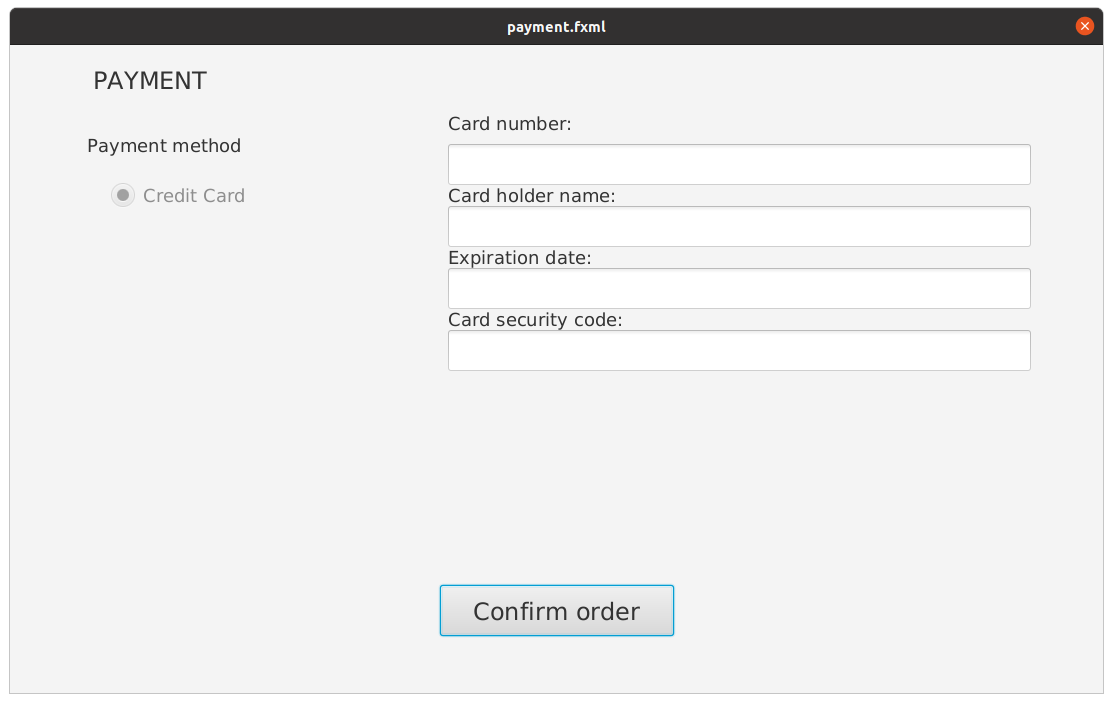 payment.fxml
PAYMENT
Payment method
Credit Card
Card number:
Card holder name:
Expiration date:
Card security code:
Confirm order